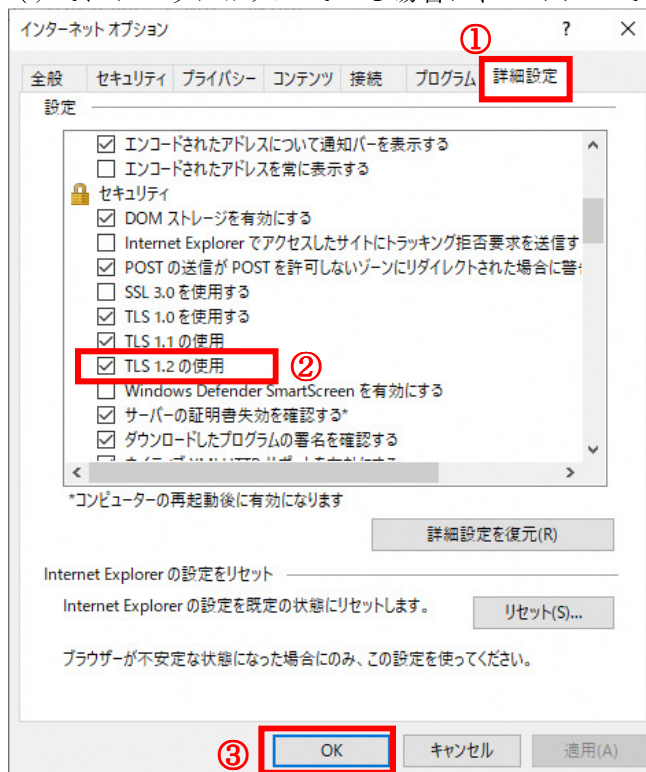 インターネット オプション
①
?
×
全般 セキュリティ プライバシー コンテンツ 接続 プログラム 詳細設定
設定
エンコードされたアドレスについて通知バーを表示する
エンコードされたアドレスを常に表示する
セキュリティ
DOM ストレージを有効にする
Internet Explorer でアクセスしたサイトにトラッキング拒否要求を送信す
POST の送信が POST を許可しないゾーンにリダイレクトされた場合に警
SSL 3.0 を使用する
TLS 1.0 を使用する
TLS 1.1 の使用
TLS 1.2 の使用 ②
Windows Defender SmartScreen を有効にする
サーバーの証明書失効を確認する*
ダウンロードしたプログラムの署名を確認する
*コンピューターの再起動後に有効になります
詳細設定を復元(R)
Internet Explorer の設定をリセット
Internet Explorer の設定を既定の状態にリセットします。
リセット(S)...
ブラウザーが不安定な状態になった場合にのみ、この設定を使ってください。
③ OK キャンセル 適用(A)